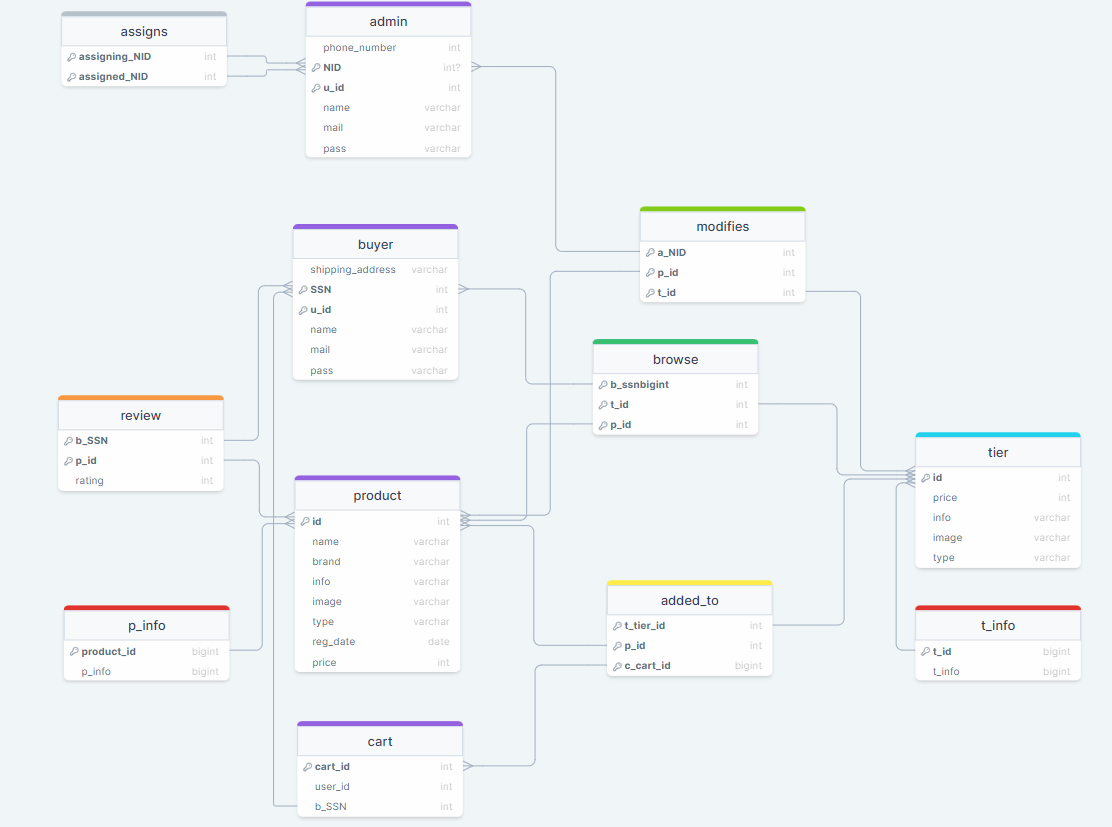 assigns
assigning_NID int
assigned_NID int
admin
phone_number int
NID int?
u_id int
name varchar
mail varchar
pass varchar
modifies
a_NID int
p_id int
t_id int
buyer
shipping_address varchar
SSN int
u_id int
name varchar
mail varchar
pass varchar
browse
b_ssnbigint int
t_id int
p_id int
review
b_SSN int
p_id int
rating int
tier
id int
price int
info varchar
image varchar
type varchar
product
id int
name varchar
brand varchar
info varchar
image varchar
type varchar
reg_date date
price int
added_to
t_tier_id int
p_id int
c_cart_id bigint
p_info
product_id bigint
p_info bigint
t_info
t_id bigint
t_info bigint
cart
cart_id int
user_id int
b_SSN int